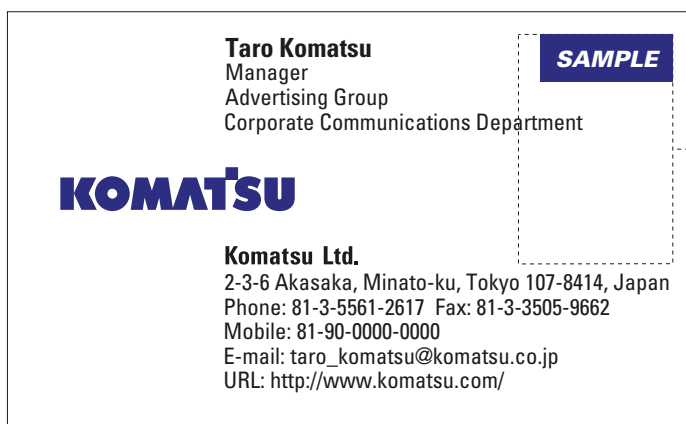 Taro Komatsu
Manager
Advertising Group
Corporate Communications Department
SAMPLE
KOMATSU
Komatsu Ltd.
2-3-6 Akasaka, Minato-ku, Tokyo 107-8414, Japan
Phone: 81-3-5561-2617 Fax: 81-3-3505-9662
Mobile: 81-90-0000-0000
E-mail: taro_komatsu@komatsu.co.jp
URL: http://www.komatsu.com/